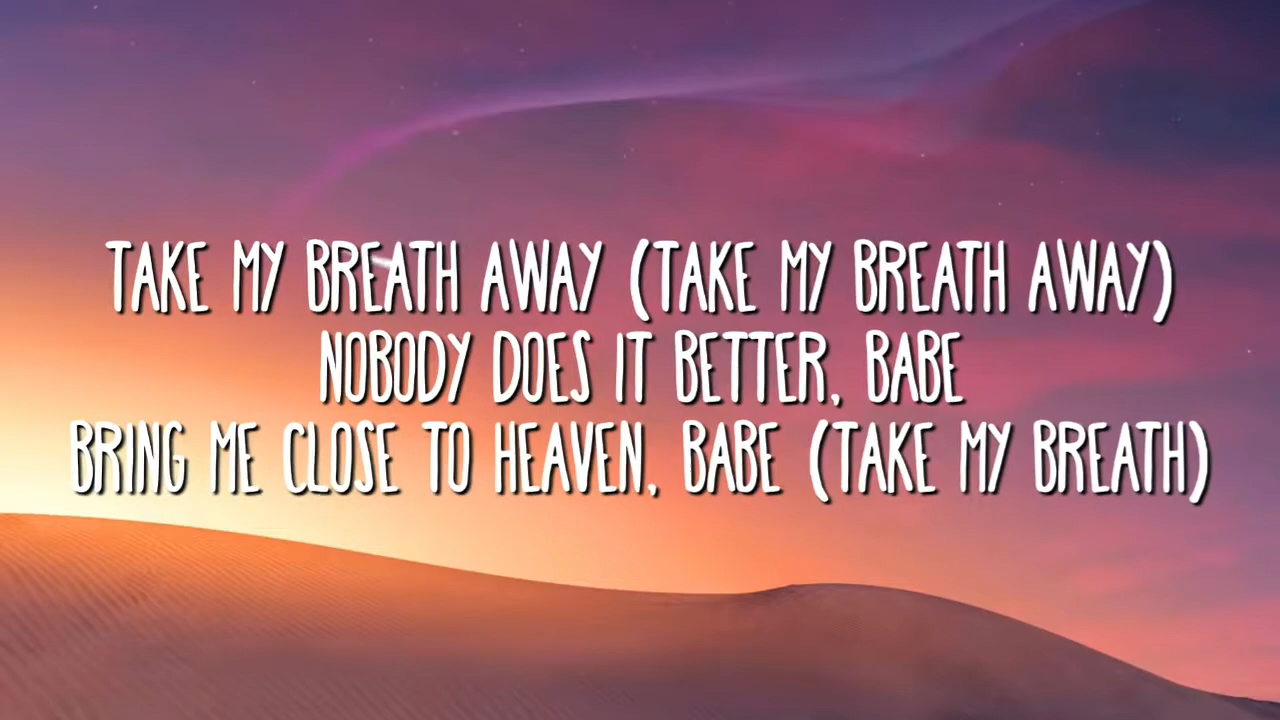 TAKE MY BREATH AWAY (TAKE MY BREATH AWAY)
NOBODY DOES IT BETTER, BABE
BRING ME CLOSE TO HEAVEN, BABE (TAKE MY BREATH)